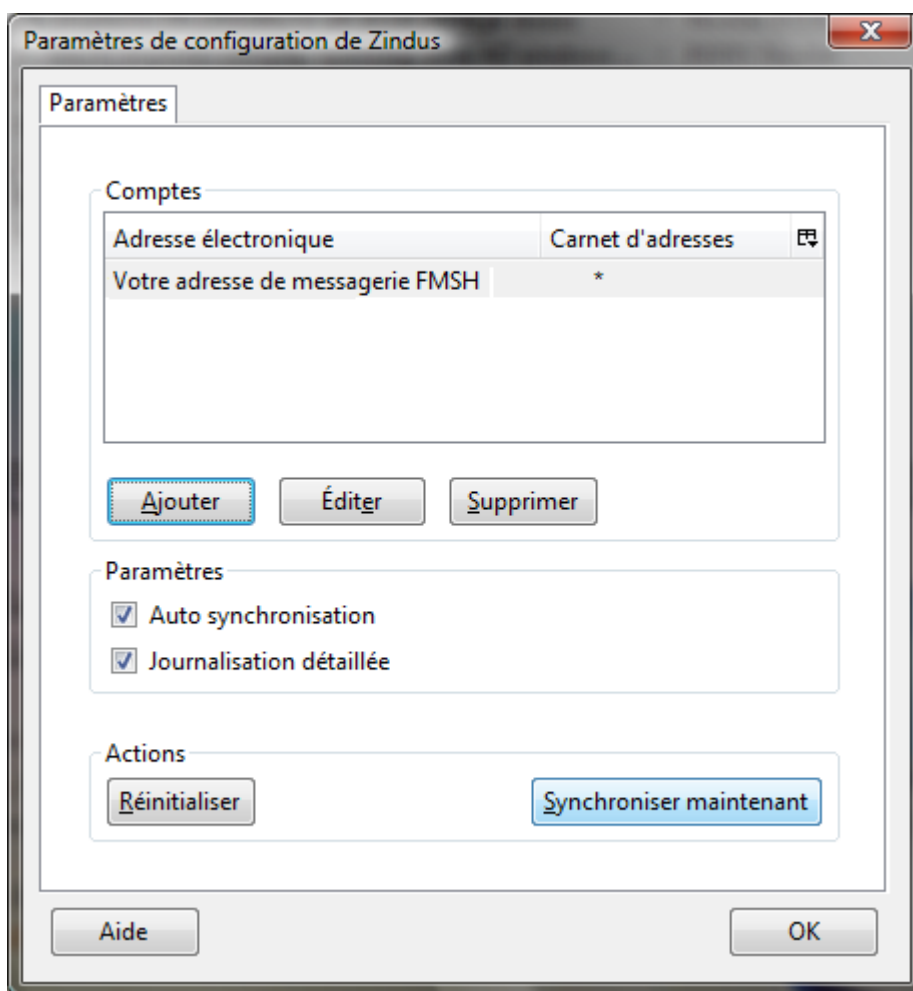 Paramètres de configuration de Zindus
Paramètres
Comptes
Adresse électronique Carnet d'adresses
Votre adresse de messagerie FMSH *
Ajouter Éditer Supprimer
Paramètres
Auto synchronisation
Journalisation détaillée
Actions
Réinitialiser Synchroniser maintenant
Aide OK